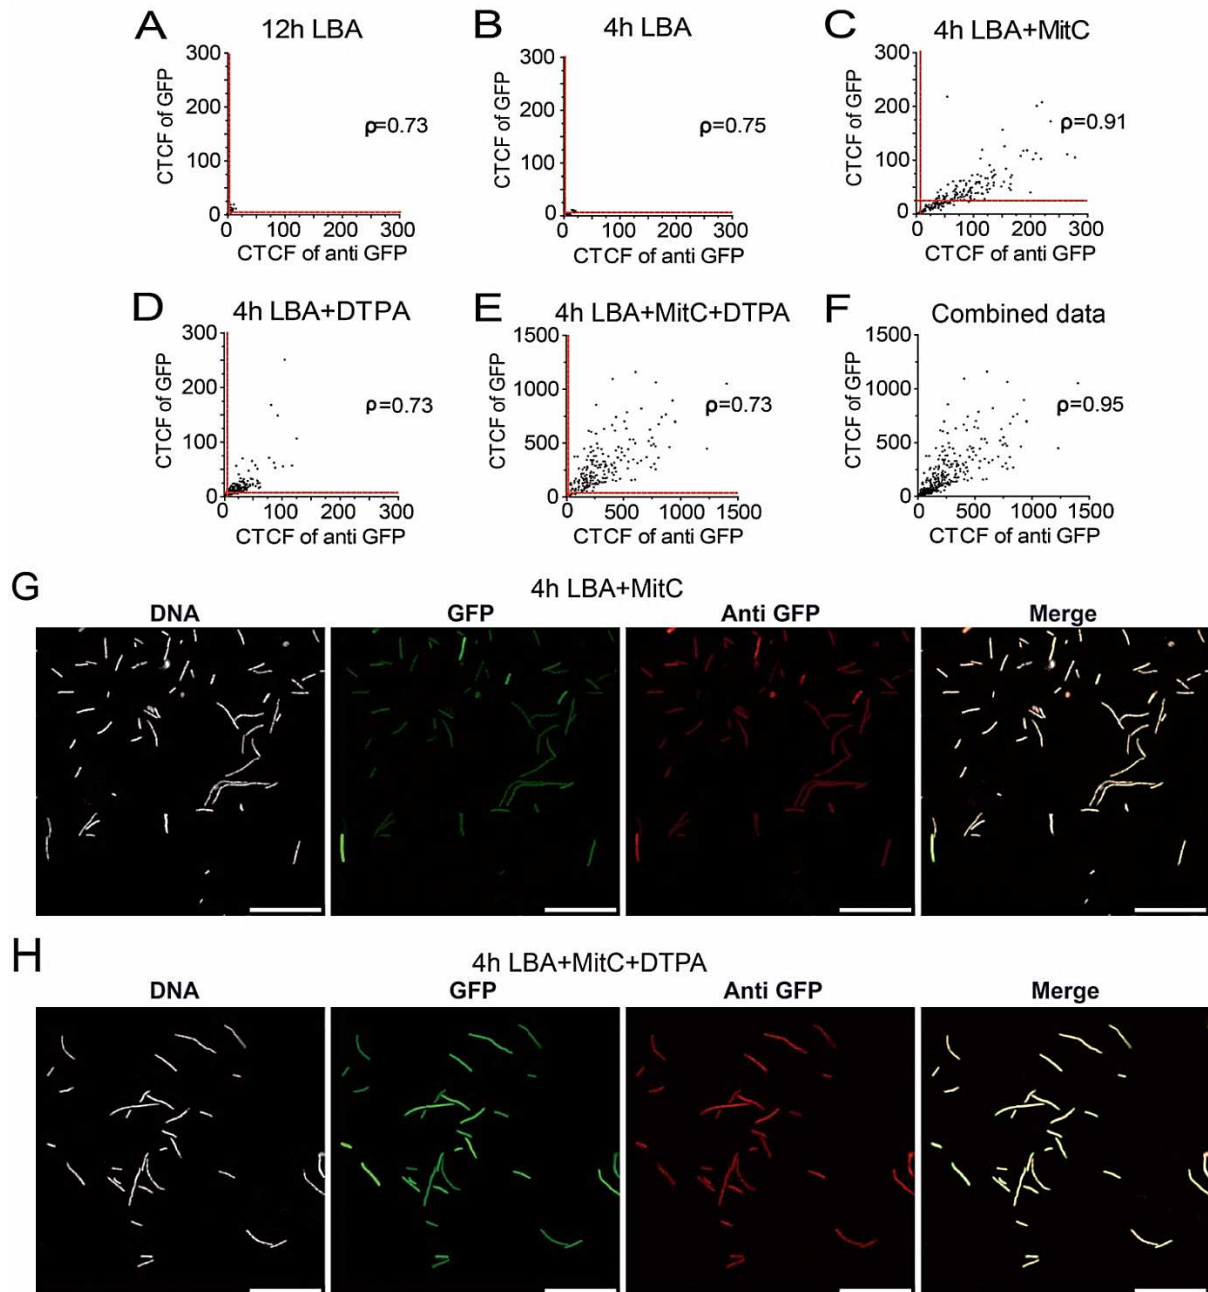 A 12h LBA
300
200
100
0
0 100 200 300
CTCF of GFP
CTCF of anti GFP
ρ=0.73
B 4h LBA
300
200
100
0
0 100 200 300
CTCF of GFP
CTCF of anti GFP
ρ=0.75
C 4h LBA+MitC
300
200
100
0
0 100 200 300
CTCF of GFP
CTCF of anti GFP
ρ=0.91
D 4h LBA+DTPA
300
200
100
0
0 100 200 300
CTCF of GFP
CTCF of anti GFP
ρ=0.73
E 4h LBA+MitC+DTPA
1500
1000
500
0
0 500 1000 1500
CTCF of GFP
CTCF of anti GFP
ρ=0.73
F Combined data
1500
1000
500
0
0 500 1000 1500
CTCF of GFP
CTCF of anti GFP
ρ=0.95
G 4h LBA+MitC
DNA GFP Anti GFP Merge
H 4h LBA+MitC+DTPA
DNA GFP Anti GFP Merge